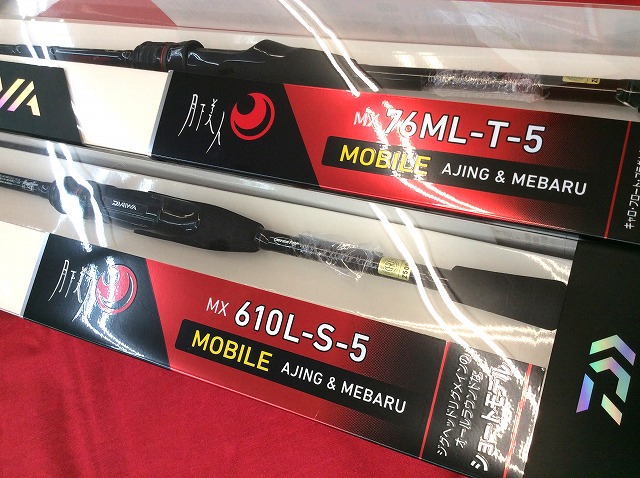 月下美人
MX 76ML-T-5
MOBILE AJING & MEBARU
DAIWA
月下美人
MX 610L-S-5
MOBILE AJING & MEBARU
ジグヘッドリグメインの
オールラウンドな
ショートモデル